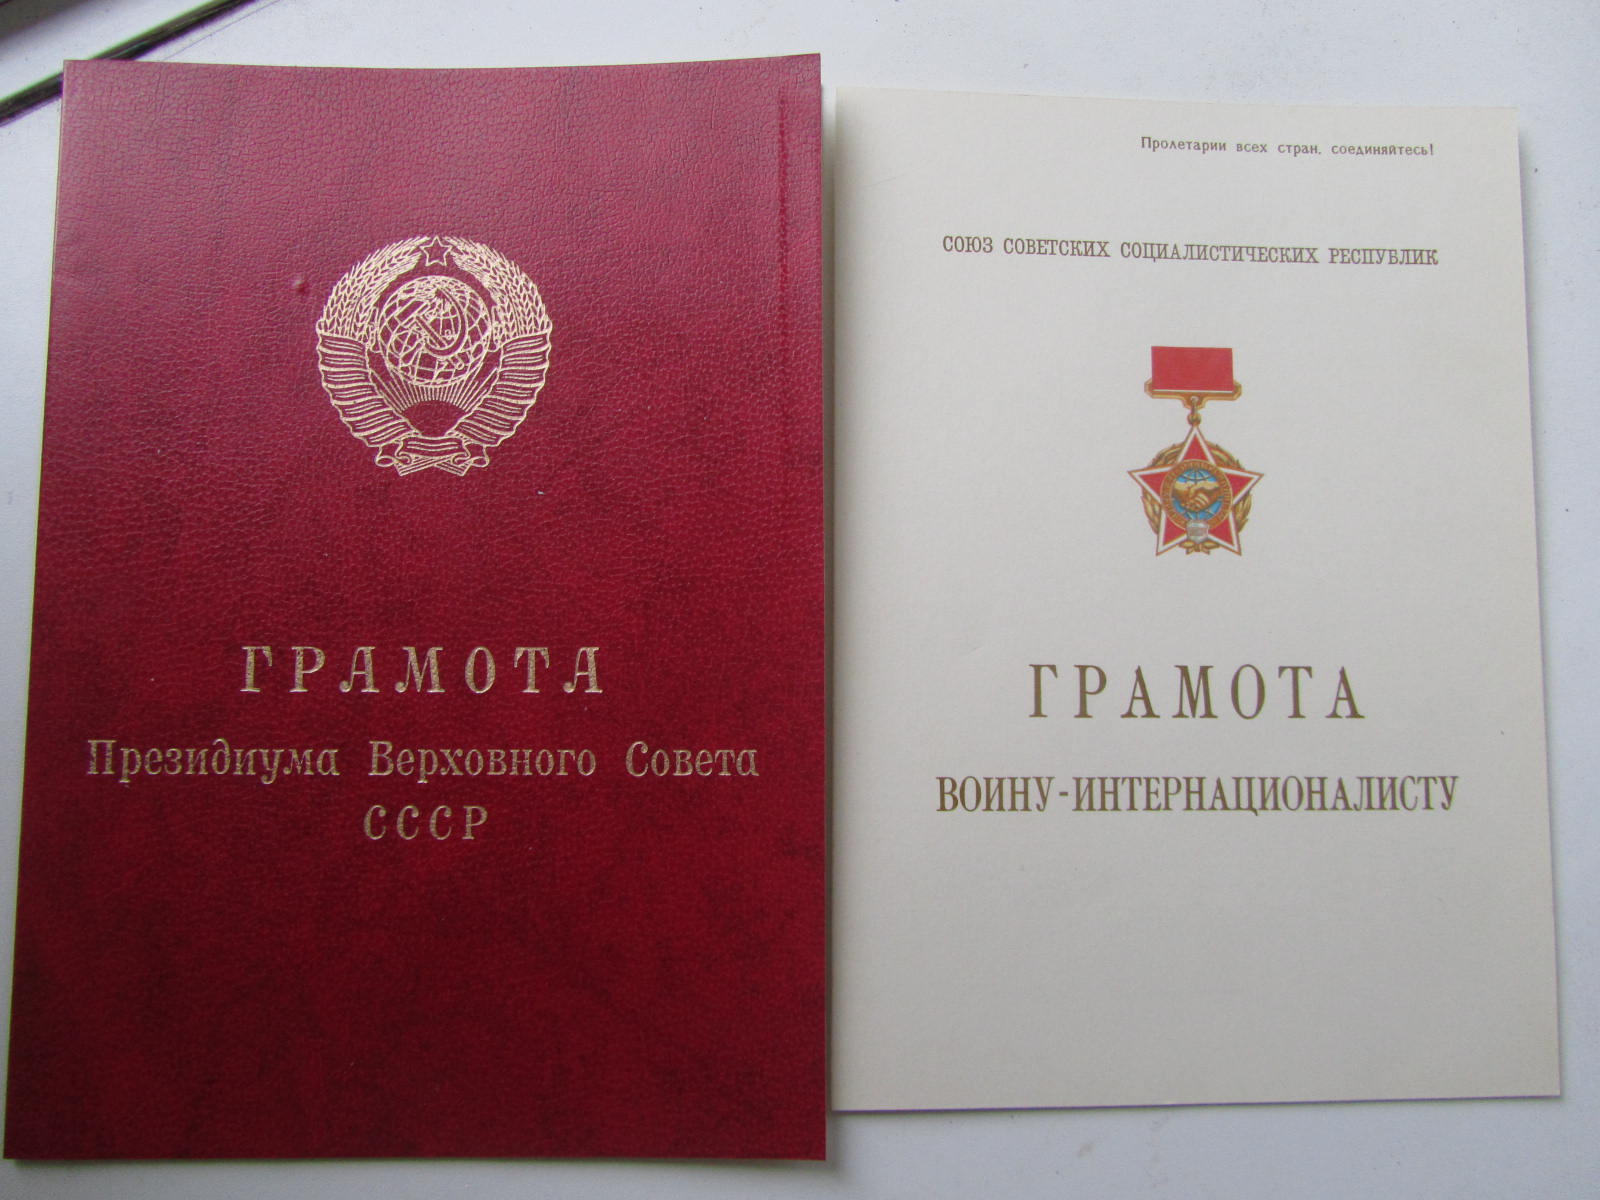 ГРАМОТА
Президиума Верховного Совета
СССР
Пролетарии всех стран, соединяйтесь!
СОЮЗ СОВЕТСКИХ СОЦИАЛИСТИЧЕСКИХ РЕСПУБЛИК
ГРАМОТА
ВОИНУ-ИНТЕРНАЦИОНАЛИСТУ